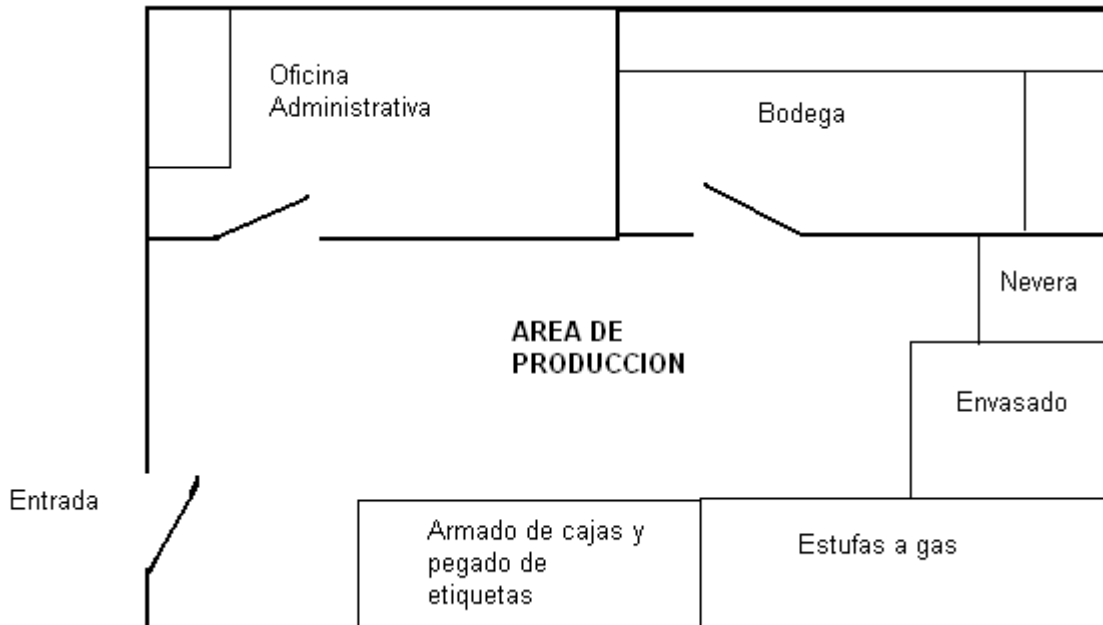 Oficina
Administrativa
Bodega
Nevera
AREA DE
PRODUCCION
Envasado
Entrada
Armado de cajas y
pegado de
etiquetas
Estufas a gas